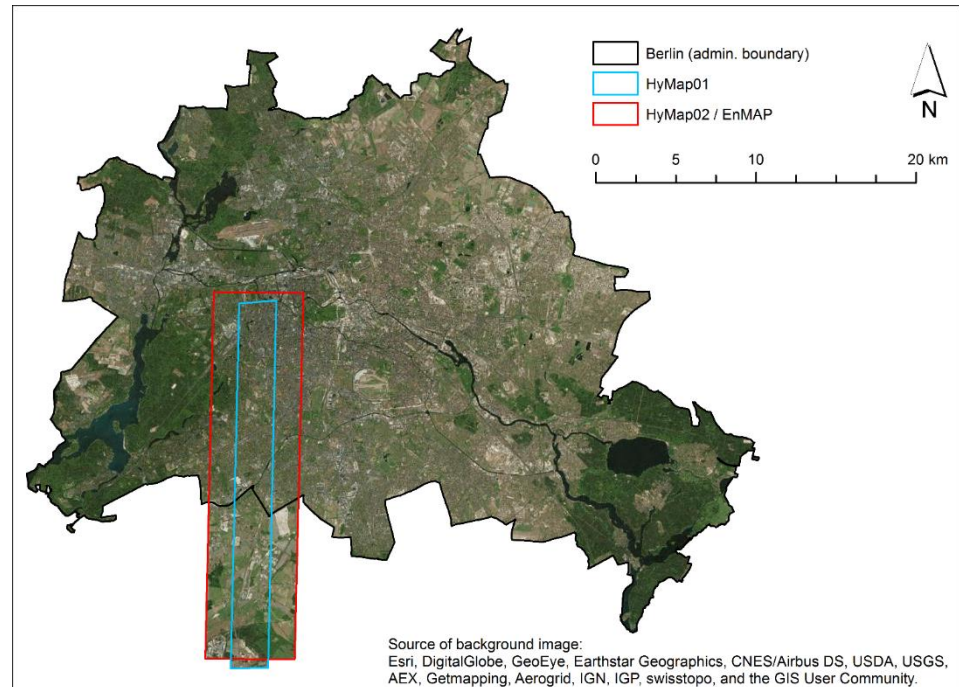 Berlin (admin. boundary)
HyMap01
HyMap02 / EnMAP
N
0 5 10 20 km
Source of background image:
Esri, DigitalGlobe, GeoEye, Earthstar Geographics, CNES/Airbus DS, USDA, USGS,
AEX, Getmapping, Aerogrid, IGN, IGP, swisstopo, and the GIS User Community.